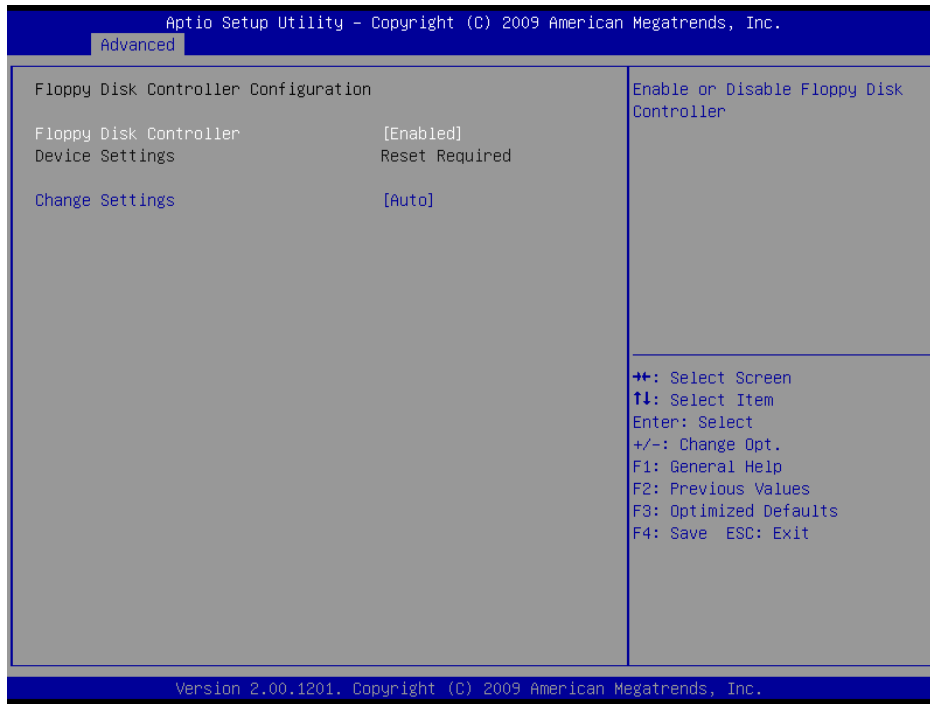 Aptio Setup Utility – Copyright (C) 2009 American Megatrends, Inc.
Advanced
Floppy Disk Controller Configuration
Floppy Disk Controller [Enabled]
Device Settings Reset Required
Change Settings [Auto]
Enable or Disable Floppy Disk
Controller
→←: Select Screen
↑↓: Select Item
Enter: Select
+/-: Change Opt.
F1: General Help
F2: Previous Values
F3: Optimized Defaults
F4: Save ESC: Exit
Version 2.00.1201. Copyright (C) 2009 American Megatrends, Inc.